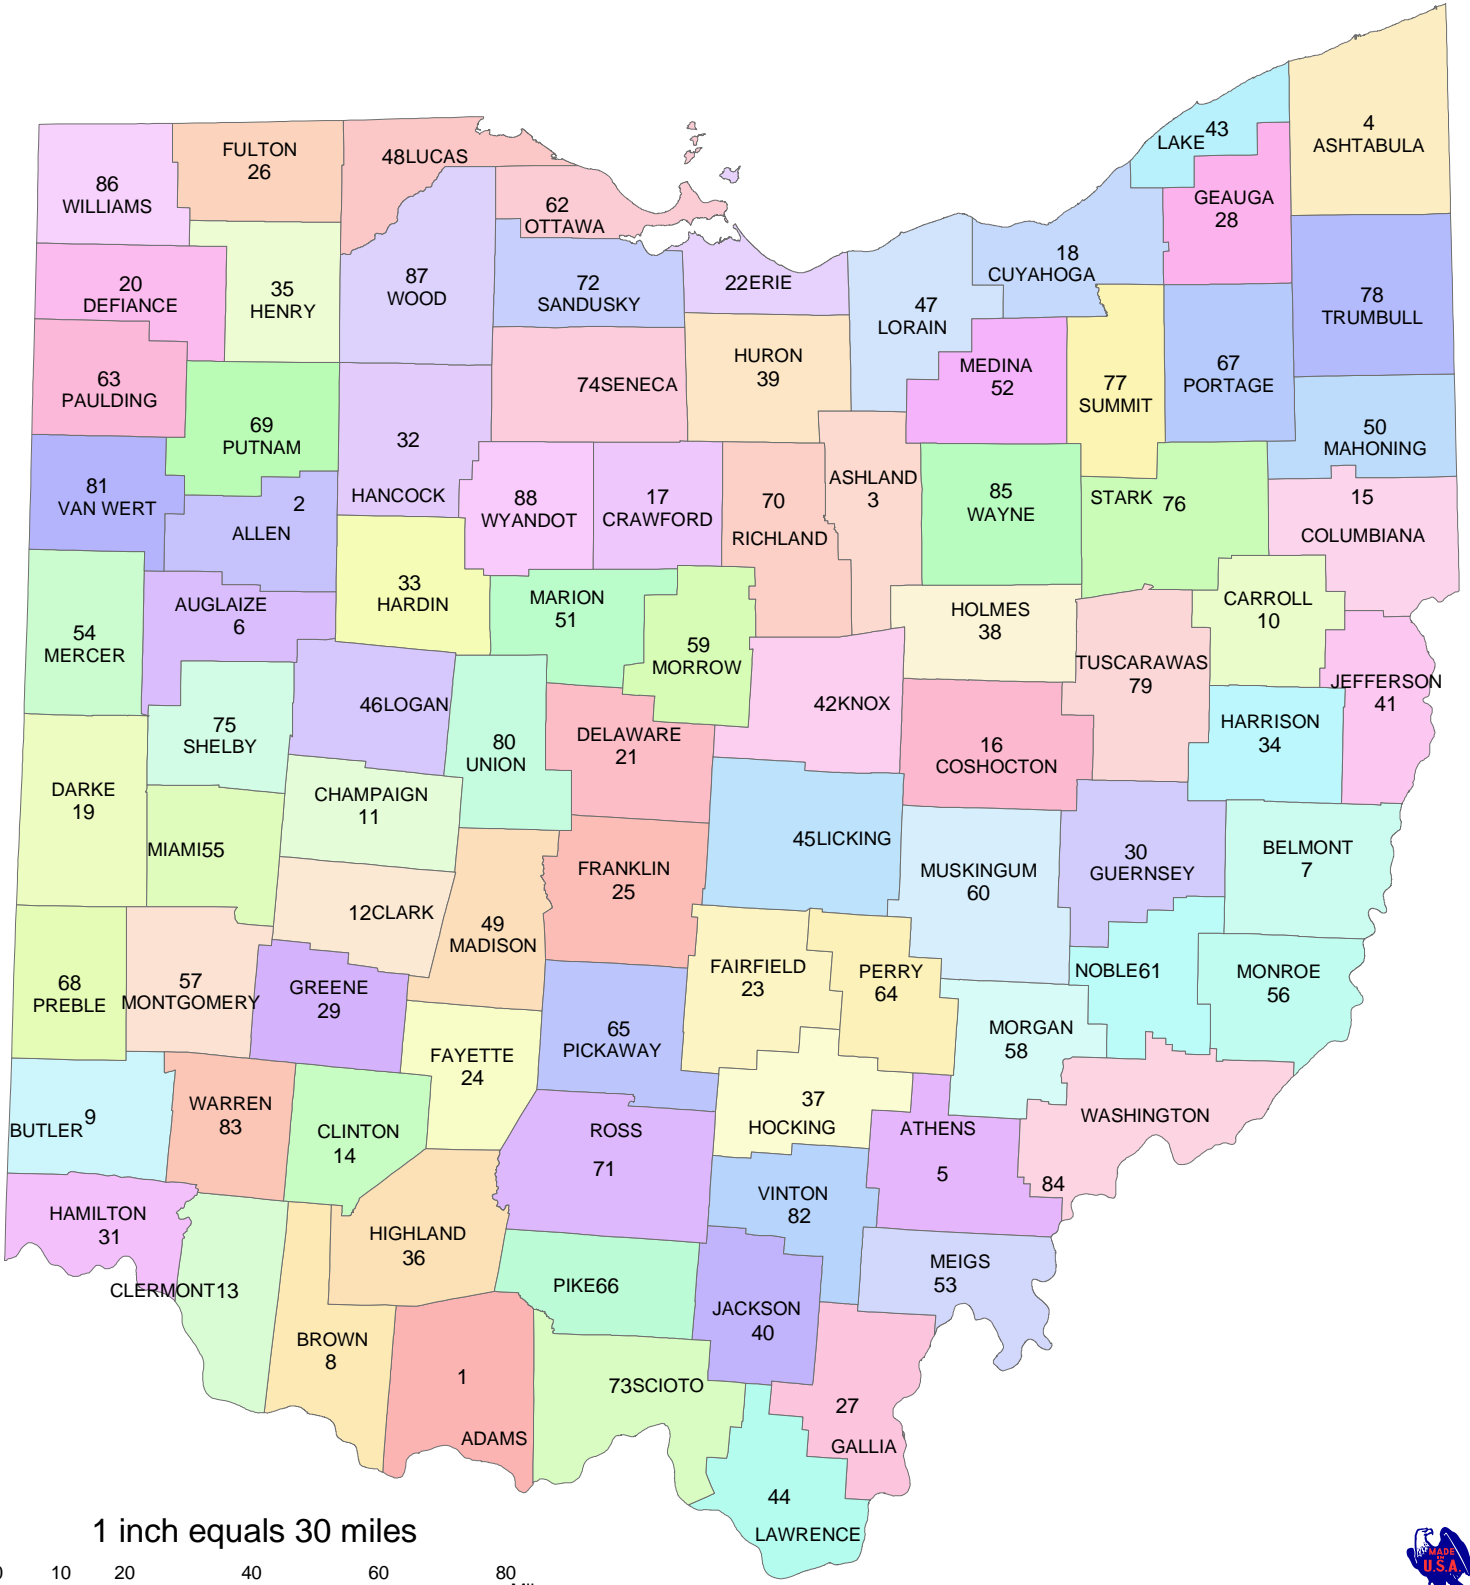 4
ASHTABULA
43
LAKE
GEAUGA
28
FULTON
26
48LUCAS
86
WILLIAMS
62
OTTAWA
18
CUYAHOGA
20
DEFIANCE
35
HENRY
87
WOOD
72
SANDUSKY
22ERIE
47
LORAIN
78
TRUMBULL
63
PAULDING
74SENECA
HURON
39
MEDINA
52
77
SUMMIT
67
PORTAGE
69
PUTNAM
32
HANCOCK
50
MAHONING
81
VAN WERT
2
ALLEN
88
WYANDOT
17
CRAWFORD
70
RICHLAND
ASHLAND
3
85
WAYNE
STARK 76
15
COLUMBIANA
33
HARDIN
MARION
51
HOLMES
38
CARROLL
10
AUGLAIZE
6
54
MERCER
59
MORROW
TUSCARAWAS
79
JEFFERSON
41
46LOGAN
42KNOX
75
SHELBY
80
UNION
DELAWARE
21
16
COSHOCTON
HARRISON
34
DARKE
19
CHAMPAIGN
11
MIAMI55
45LICKING
30
GUERNSEY
BELMONT
7
FRANKLIN
25
MUSKINGUM
60
12CLARK
49
MADISON
68
PREBLE
57
MONTGOMERY
GREENE
29
FAIRFIELD
23
PERRY
64
NOBLE61
MONROE
56
65
PICKAWAY
MORGAN
58
FAYETTE
24
9
BUTLER
WARREN
83
CLINTON
14
ROSS
71
37
HOCKING
ATHENS
5
WASHINGTON
84
HAMILTON
31
VINTON
82
HIGHLAND
36
CLERMONT13
PIKE66
MEIGS
53
JACKSON
40
BROWN
8
1
ADAMS
73SCIOTO
27
GALLIA
44
LAWRENCE
1 inch equals 30 miles
0 10 20 40 60 80
MADE
IN
U.S.A.